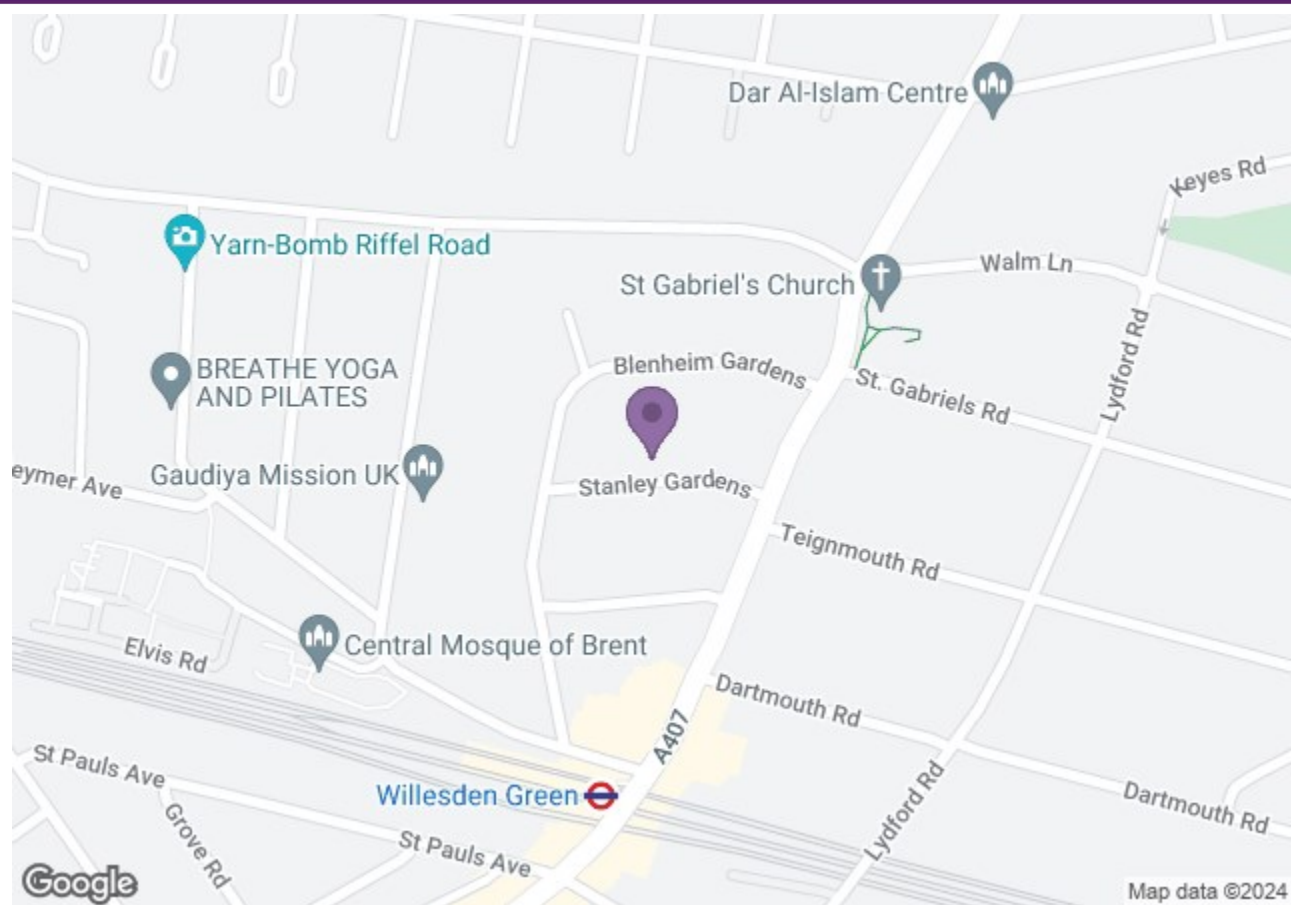 Dar Al-Islam Centre
Keyes Rd
Yarn-Bomb Riffel Road
Walm Ln
St Gabriel's Church
Lydford Rd
BREATHE YOGA
AND PILATES
Blenheim Gardens
St. Gabriels Rd
Gaudiya Mission UK
Stanley Gardens
eymer Ave
Teignmouth Rd
Elvis Rd
Central Mosque of Brent
Dartmouth Rd
A407
St Pauls Ave
Willesden Green
Dartmouth Rd
Lydford Rd
Grove Rd
St Pauls Ave
Google
Map data ©2024